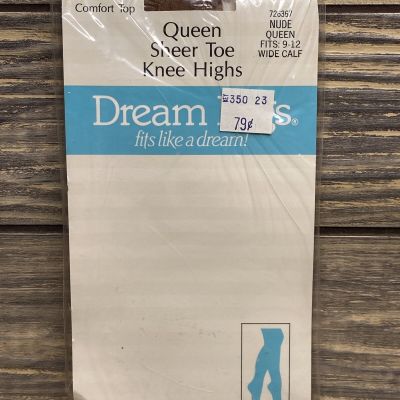 Comfort Top
Queen
Sheer Toe
Knee Highs
NUDE
QUEEN
FITS: 9-12
WIDE CALF
Dream
fits like a dream!
350 23
79¢